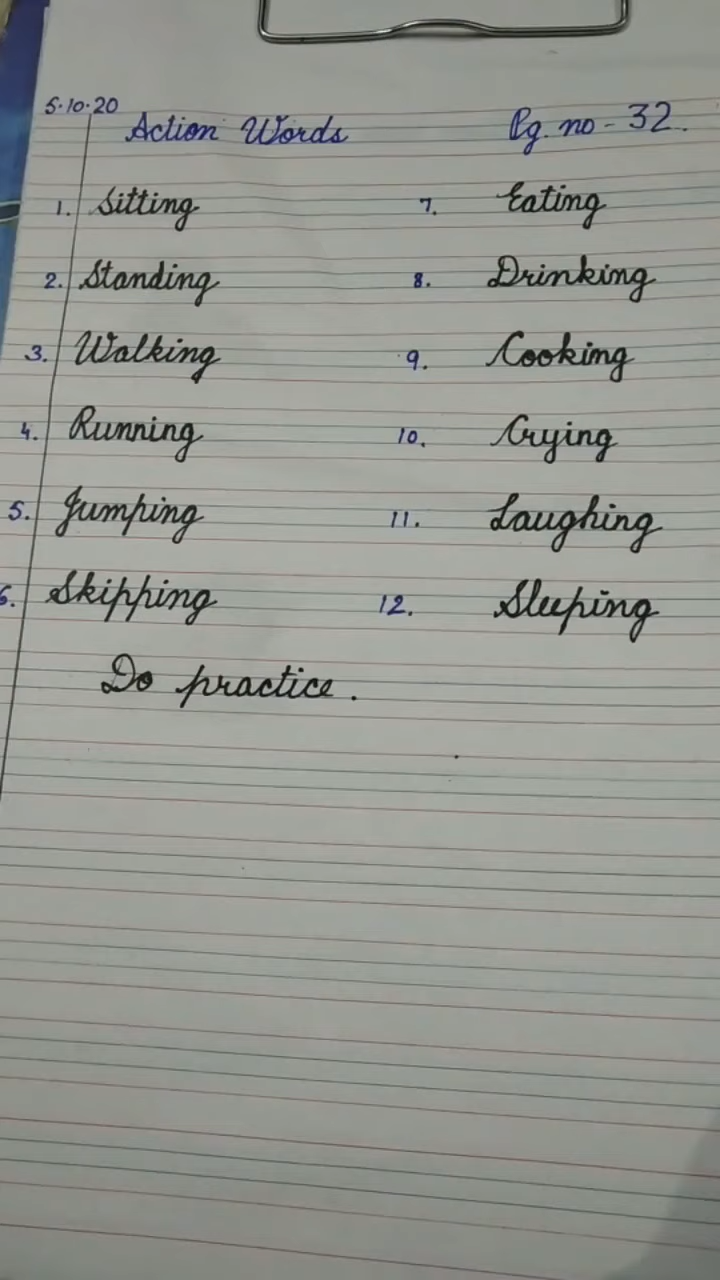 5.10.20
Action Words Pg. no - 32.
1. Sitting 7. Eating
2. Standing 8. Drinking
3. Walking 9. Cooking
4. Running 10. Crying
5. Jumping 11. Laughing
6. Skipping 12. Sleeping
Do practice.